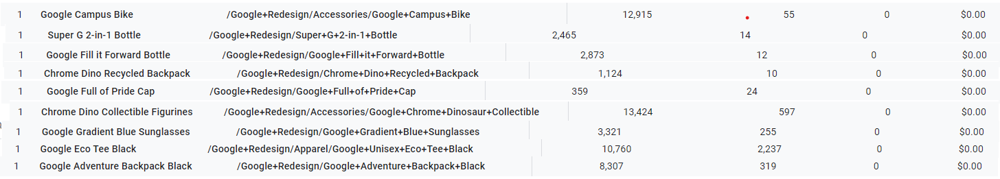 1 Google Campus Bike /Google+Redesign/Accessories/Google+Campus+Bike 12,915 55 0 $0.00
1 Super G 2-in-1 Bottle /Google+Redesign/Super+G+2-in-1+Bottle 2,465 14 0 $0.00
1 Google Fill it Forward Bottle /Google+Redesign/Google+Fill+it+Forward+Bottle 2,873 12 0 $0.00
1 Chrome Dino Recycled Backpack /Google+Redesign/Chrome+Dino+Recycled+Backpack 1,124 10 0 $0.00
1 Google Full of Pride Cap /Google+Redesign/Google+Full+of+Pride+Cap 359 24 0 $0.00
1 Chrome Dino Collectible Figurines /Google+Redesign/Accessories/Google+Chrome+Dinosaur+Collectible 13,424 597 0 $0.00
1 Google Gradient Blue Sunglasses /Google+Redesign/Google+Gradient+Blue+Sunglasses 3,321 255 0 $0.00
1 Google Eco Tee Black /Google+Redesign/Apparel/Google+Unisex+Eco+Tee+Black 10,760 2,237 0 $0.00
1 Google Adventure Backpack Black /Google+Redesign/Google+Adventure+Backpack+Black 8,307 319 0 $0.00